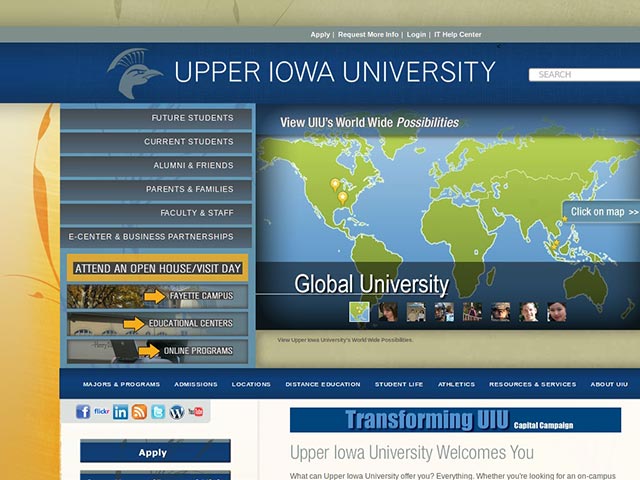 Apply | Request More Info | Login | IT Help Center
UPPER IOWA UNIVERSITY
SEARCH
FUTURE STUDENTS
CURRENT STUDENTS
ALUMNI & FRIENDS
PARENTS & FAMILIES
FACULTY & STAFF
E-CENTER & BUSINESS PARTNERSHIPS
ATTEND AN OPEN HOUSE/VISIT DAY
FAYETTE CAMPUS
EDUCATIONAL CENTERS
ONLINE PROGRAMS
View UIU's World Wide Possibilities
Click on map >>
Global University
View Upper Iowa University's World Wide Possibilities.
MAJORS & PROGRAMS ADMISSIONS LOCATIONS DISTANCE EDUCATION STUDENT LIFE ATHLETICS RESOURCES & SERVICES ABOUT UIU
flickr
Apply
Transforming UIU Capital Campaign
Upper Iowa University Welcomes You
What can Upper Iowa University offer you? Everything. Whether you're looking for an on-campus